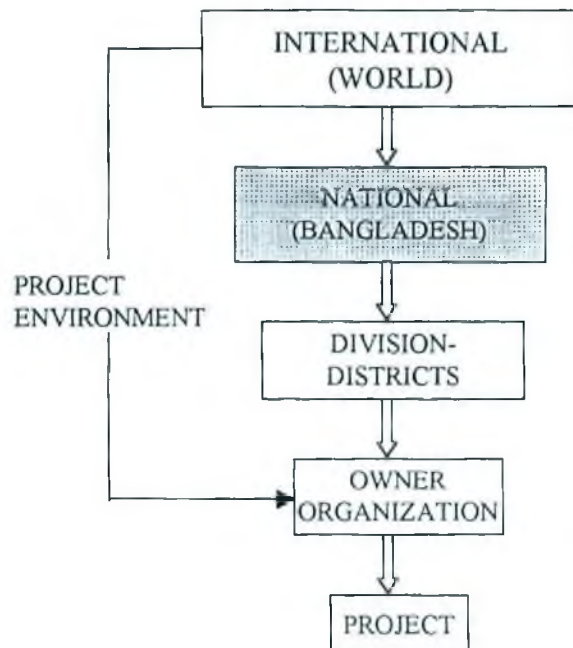 INTERNATIONAL
(WORLD)
NATIONAL
(BANGLADESH)
PROJECT
ENVIRONMENT
DIVISION-
DISTRICTS
OWNER
ORGANIZATION
PROJECT